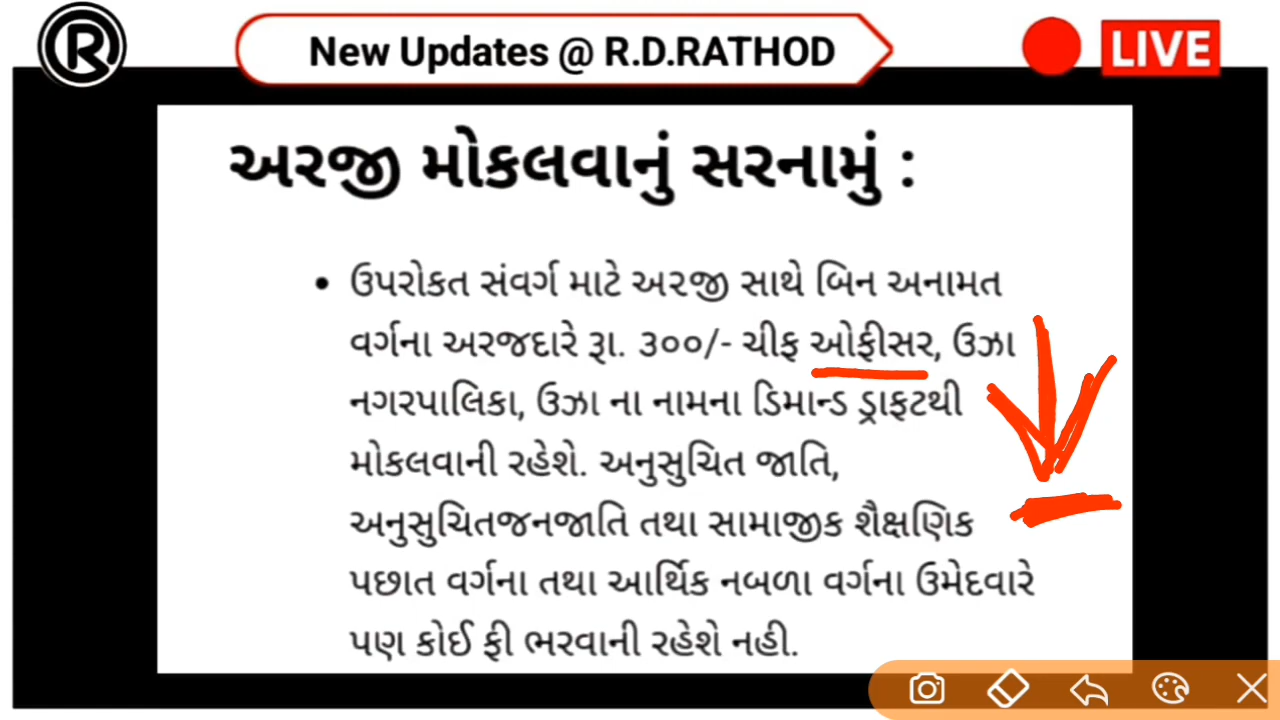 R
New Updates @ R.D.RATHOD
LIVE
અરજી મોકલવાનું સરનામું :
• ઉપરોકત સંવર્ગ માટે અરજી સાથે બિન અનામત
વર્ગના અરજદારે રૂા. ૩૦૦/- ચીફ ઓફીસર, ઉઝા
નગરપાલિકા, ઉઝા ના નામના ડિમાન્ડ ડ્રાફટથી
મોકલવાની રહેશે. અનુસુચિત જાતિ,
અનુસુચિતજનજાતિ તથા સામાજીક શૈક્ષણિક
પછાત વર્ગના તથા આર્થિક નબળા વર્ગના ઉમેદવારે
પણ કોઈ ફી ભરવાની રહેશે નહી.